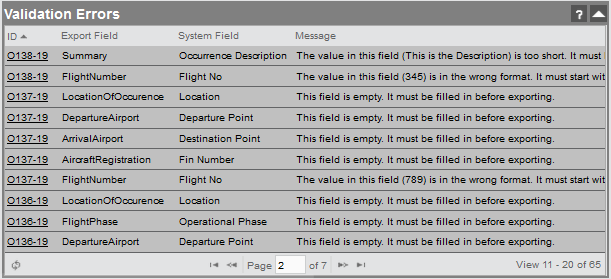 Validation Errors ?
ID Export Field System Field Message
O138-19 Summary Occurrence Description The value in this field (This is the Description) is too short. It must
O138-19 FlightNumber Flight No The value in this field (345) is in the wrong format. It must start wit
O137-19 LocationOfOccurence Location This field is empty. It must be filled in before exporting.
O137-19 DepartureAirport Departure Point This field is empty. It must be filled in before exporting.
O137-19 ArrivalAirport Destination Point This field is empty. It must be filled in before exporting.
O137-19 AircraftRegistration Fin Number This field is empty. It must be filled in before exporting.
O137-19 FlightNumber Flight No The value in this field (789) is in the wrong format. It must start wit
O136-19 LocationOfOccurence Location This field is empty. It must be filled in before exporting.
O136-19 FlightPhase Operational Phase This field is empty. It must be filled in before exporting.
O136-19 DepartureAirport Departure Point This field is empty. It must be filled in before exporting.
Page 2 of 7 View 11 - 20 of 65